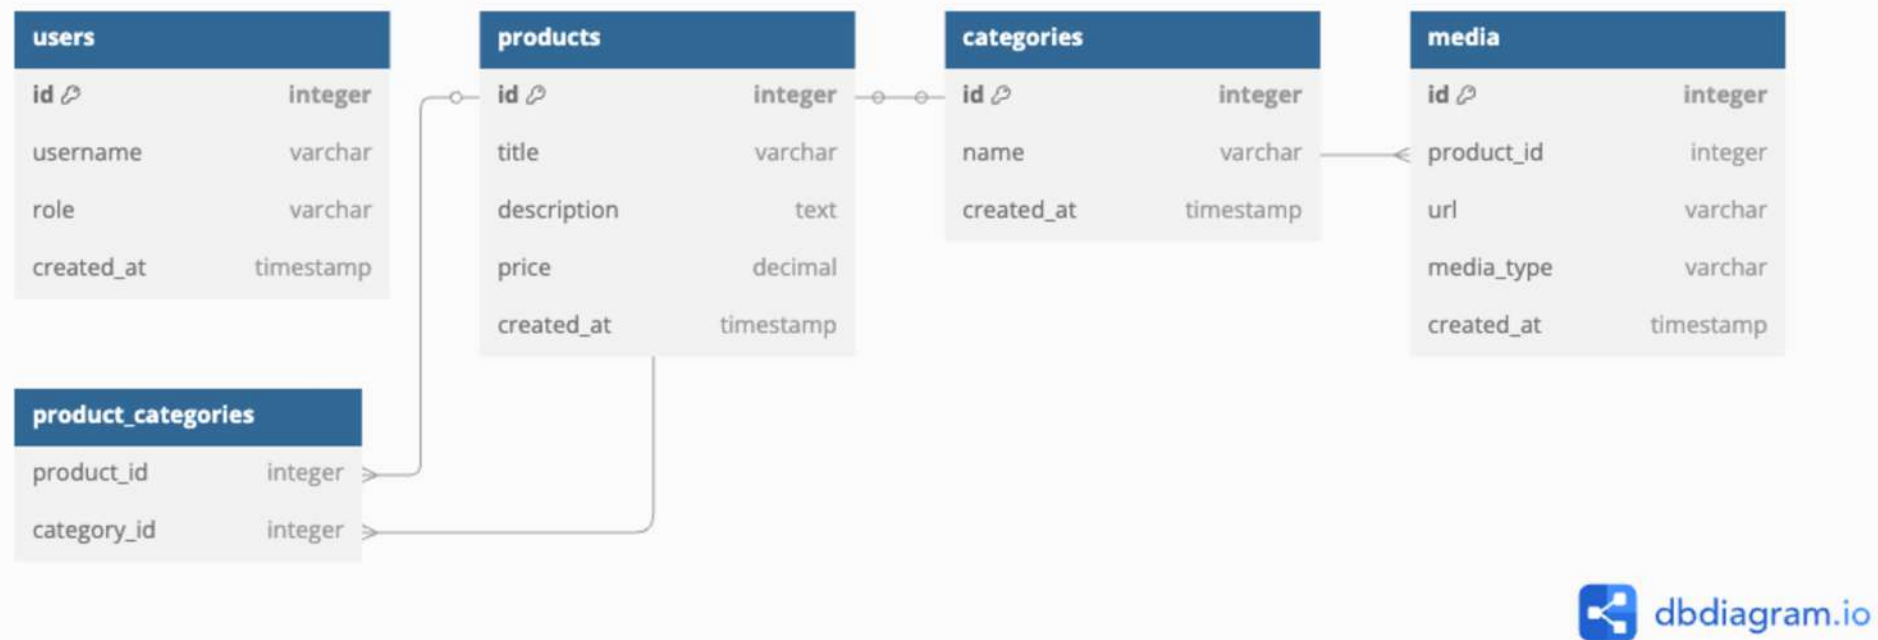 users
id integer
username varchar
role varchar
created_at timestamp
products
id integer
title varchar
description text
price decimal
created_at timestamp
categories
id integer
name varchar
created_at timestamp
media
id integer
product_id integer
url varchar
media_type varchar
created_at timestamp
product_categories
product_id integer
category_id integer
dbdiagram.io